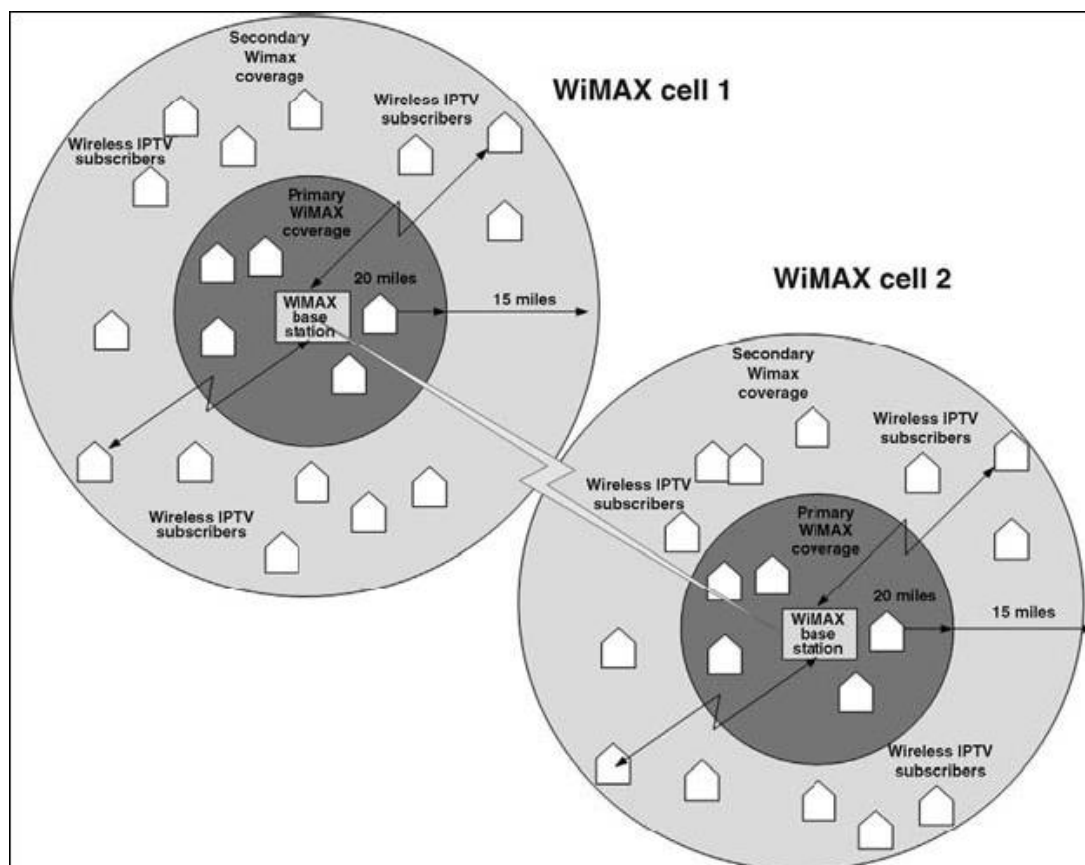 Secondary
Wimax
coverage
WiMAX cell 1
Wireless IPTV
subscribers
Wireless IPTV
subscribers
Primary
WiMAX
coverage
20 miles
15 miles
WiMAX
base
station
Wireless IPTV
subscribers
WiMAX cell 2
Secondary
Wimax
coverage
Wireless IPTV
subscribers
Wireless IPTV
subscribers
Primary
WiMAX
coverage
20 miles
15 miles
WiMAX
base
station
Wireless IPTV
subscribers